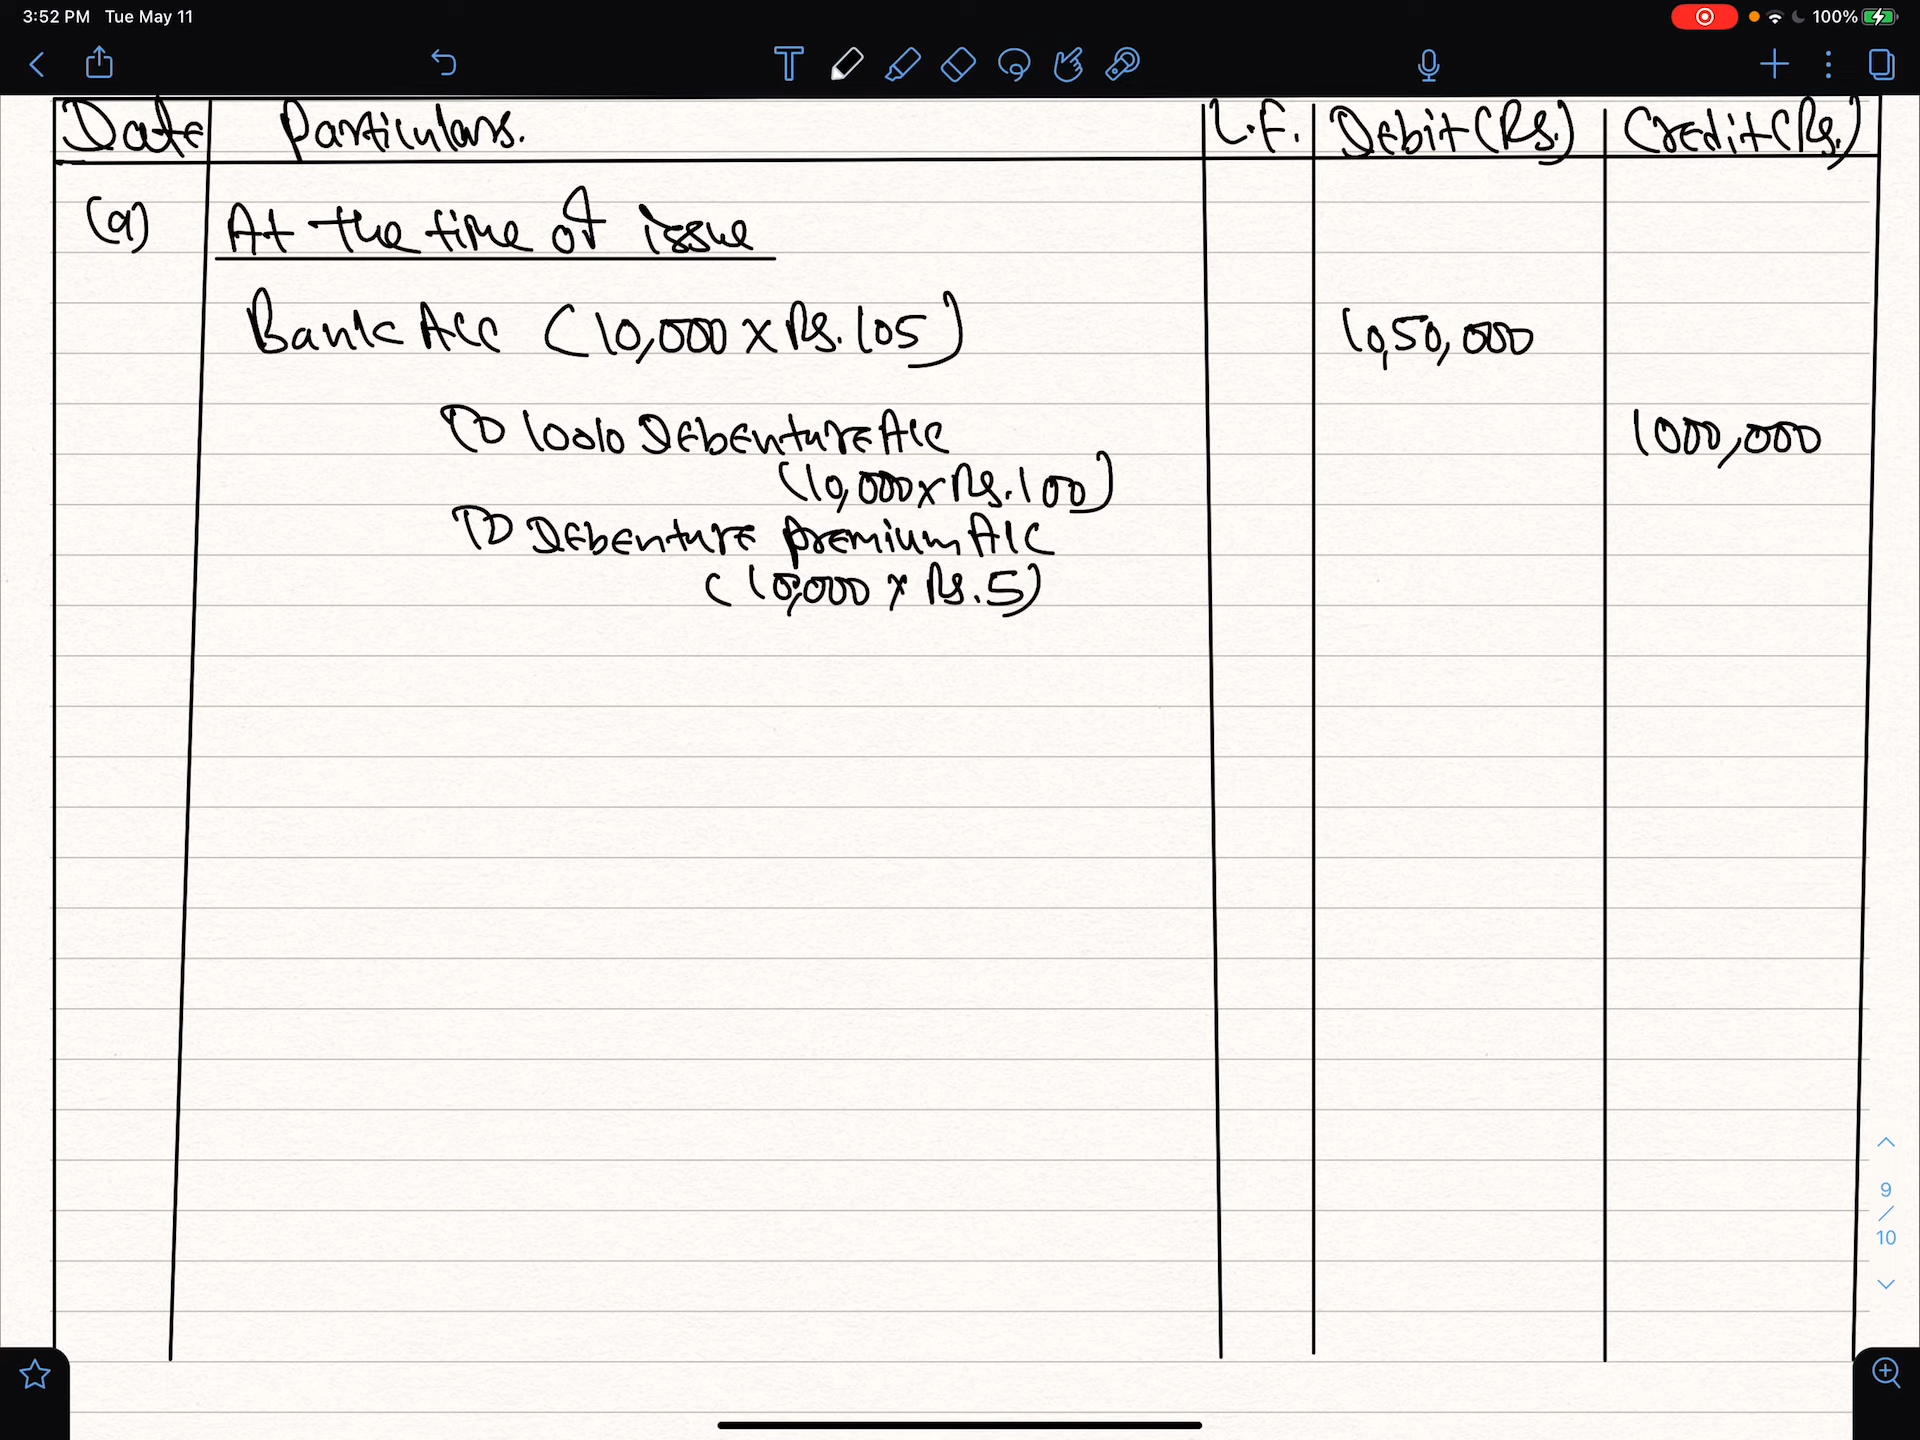 3:52 PM Tue May 11
100%
Date Particulars. L.F. Debit (Rs.) Credit (Rs.)
(a) At the time of issue
Bank A/c (10,000 x Rs. 105) 10,50,000
To 10% Debenture A/c 1000,000
(10,000 x Rs. 100)
To Debenture premium A/c
(10,000 x Rs. 5)
9
/
10